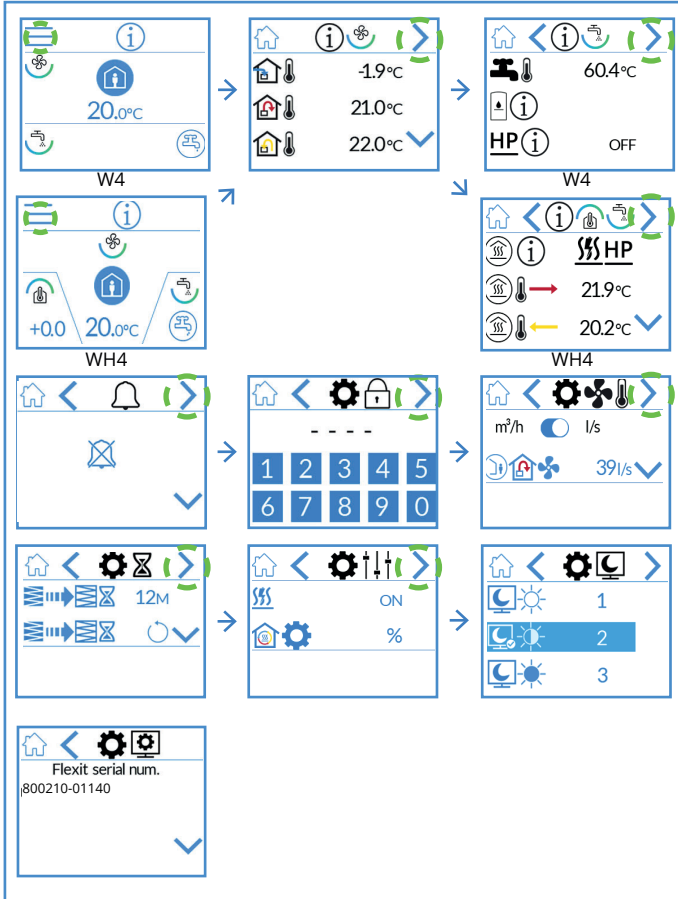 20.0°C
W4
-1.9°C
21.0°C
22.0°C
60.4°C
HP
OFF
W4
+0.0
20.0°C
WH4
HP
21.9°C
20.2°C
WH4
- - - -
1 2 3 4 5
6 7 8 9 0
m³/h l/s
39 l/s
12M
ON
%
1
2
3
Flexit serial num.
800210-01140